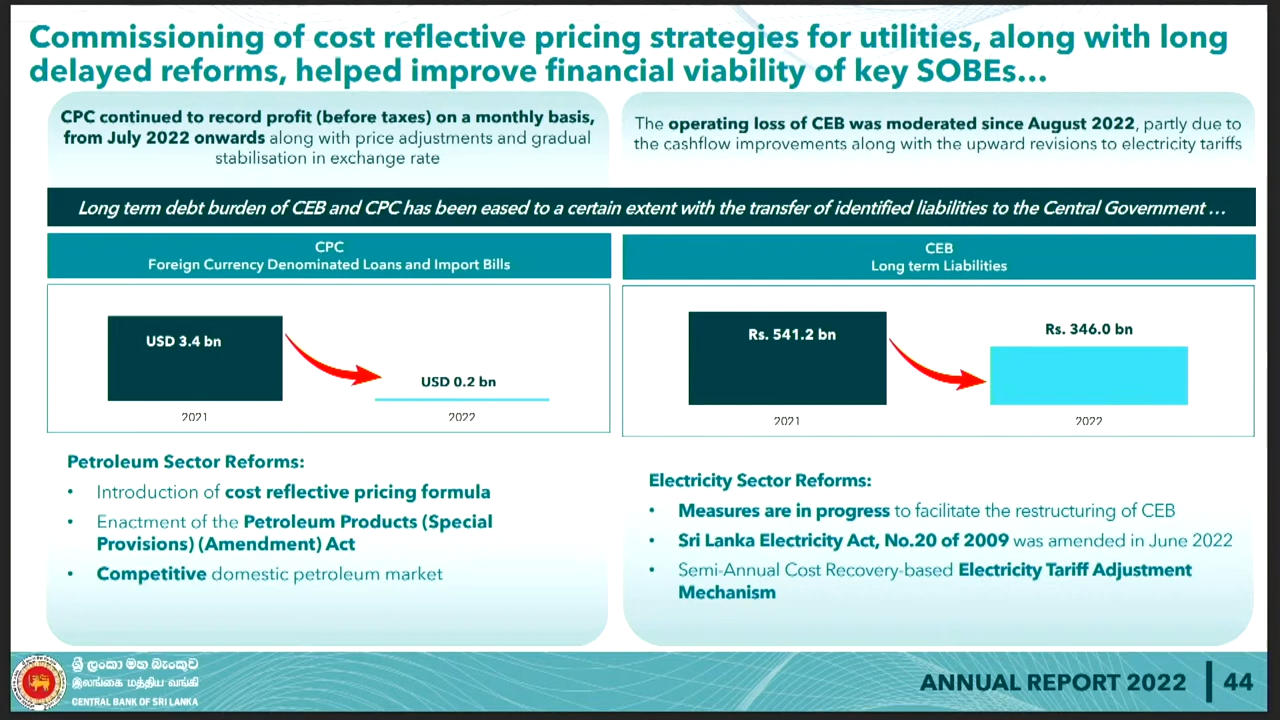 Commissioning of cost reflective pricing strategies for utilities, along with long
delayed reforms, helped improve financial viability of key SOBEs...
CPC continued to record profit (before taxes) on a monthly basis,
from July 2022 onwards along with price adjustments and gradual
stabilisation in exchange rate
The operating loss of CEB was moderated since August 2022, partly due to
the cashflow improvements along with the upward revisions to electricity tariffs
Long term debt burden of CEB and CPC has been eased to a certain extent with the transfer of identified liabilities to the Central Government ...
CPC
Foreign Currency Denominated Loans and Import Bills
USD 3.4 bn
USD 0.2 bn
2021
2022
CEB
Long term Liabilities
Rs. 541.2 bn
Rs. 346.0 bn
2021
2022
Petroleum Sector Reforms:
• Introduction of cost reflective pricing formula
• Enactment of the Petroleum Products (Special
Provisions) (Amendment) Act
• Competitive domestic petroleum market
Electricity Sector Reforms:
• Measures are in progress to facilitate the restructuring of CEB
• Sri Lanka Electricity Act, No.20 of 2009 was amended in June 2022
• Semi-Annual Cost Recovery-based Electricity Tariff Adjustment
Mechanism
ශ්‍රී ලංකා මහ බැංකුව
இலங்கை மத்திய வங்கி
CENTRAL BANK OF SRI LANKA
ANNUAL REPORT 2022 | 44